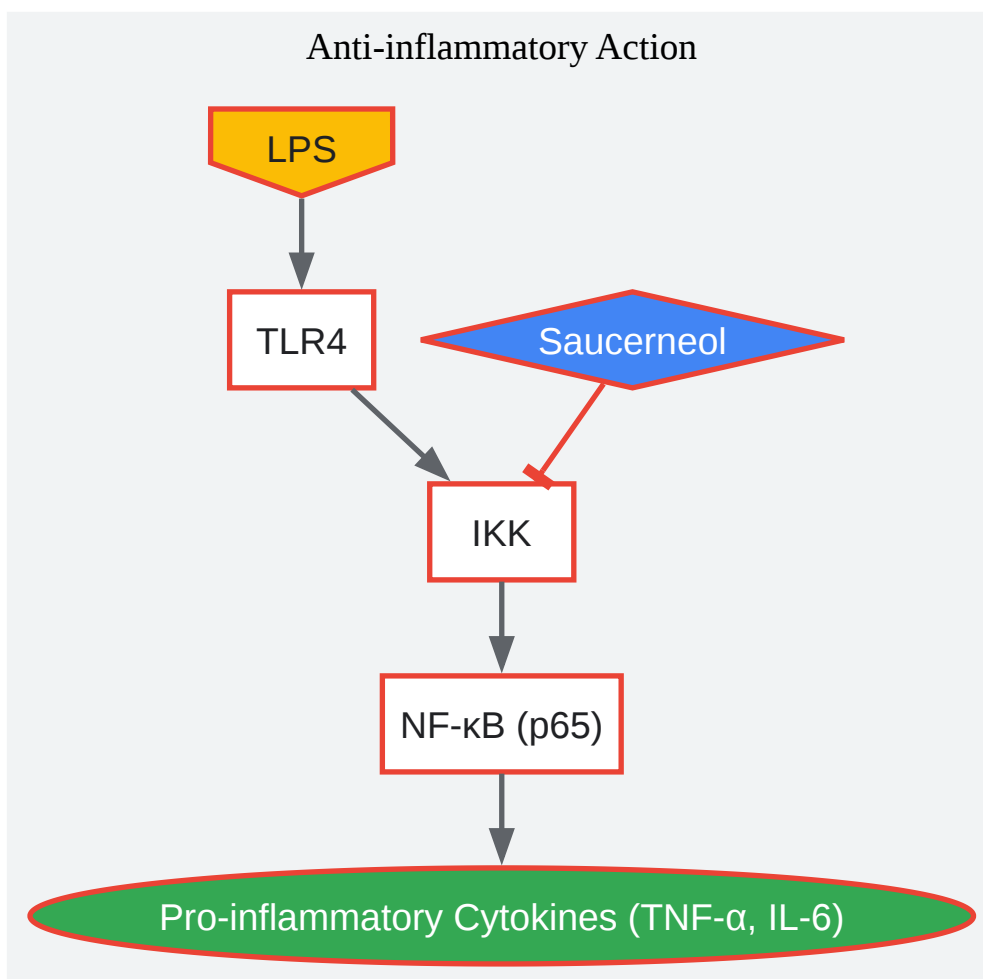 Anti-inflammatory Action
LPS
TLR4
Saucerneol
IKK
NF-κB (p65)
Pro-inflammatory Cytokines (TNF-α, IL-6)